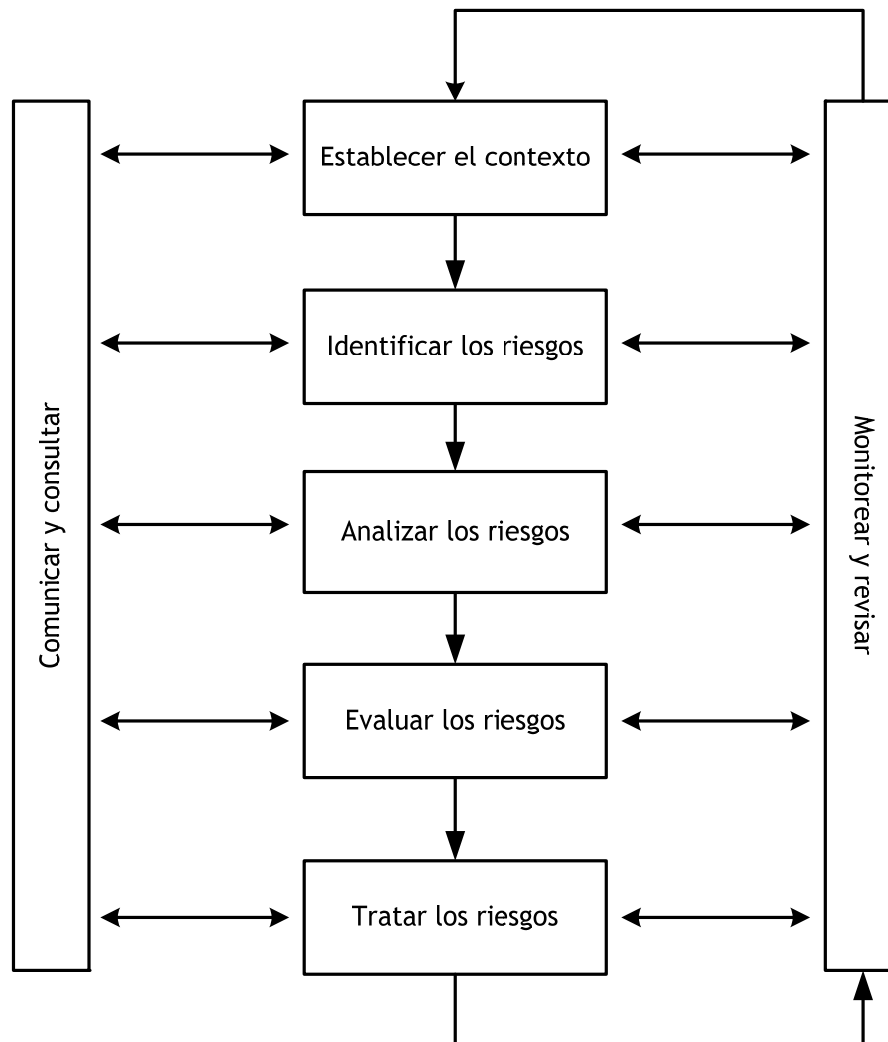 Establecer el contexto
Identificar los riesgos
Analizar los riesgos
Evaluar los riesgos
Tratar los riesgos
Comunicar y consultar
Monitorear y revisar